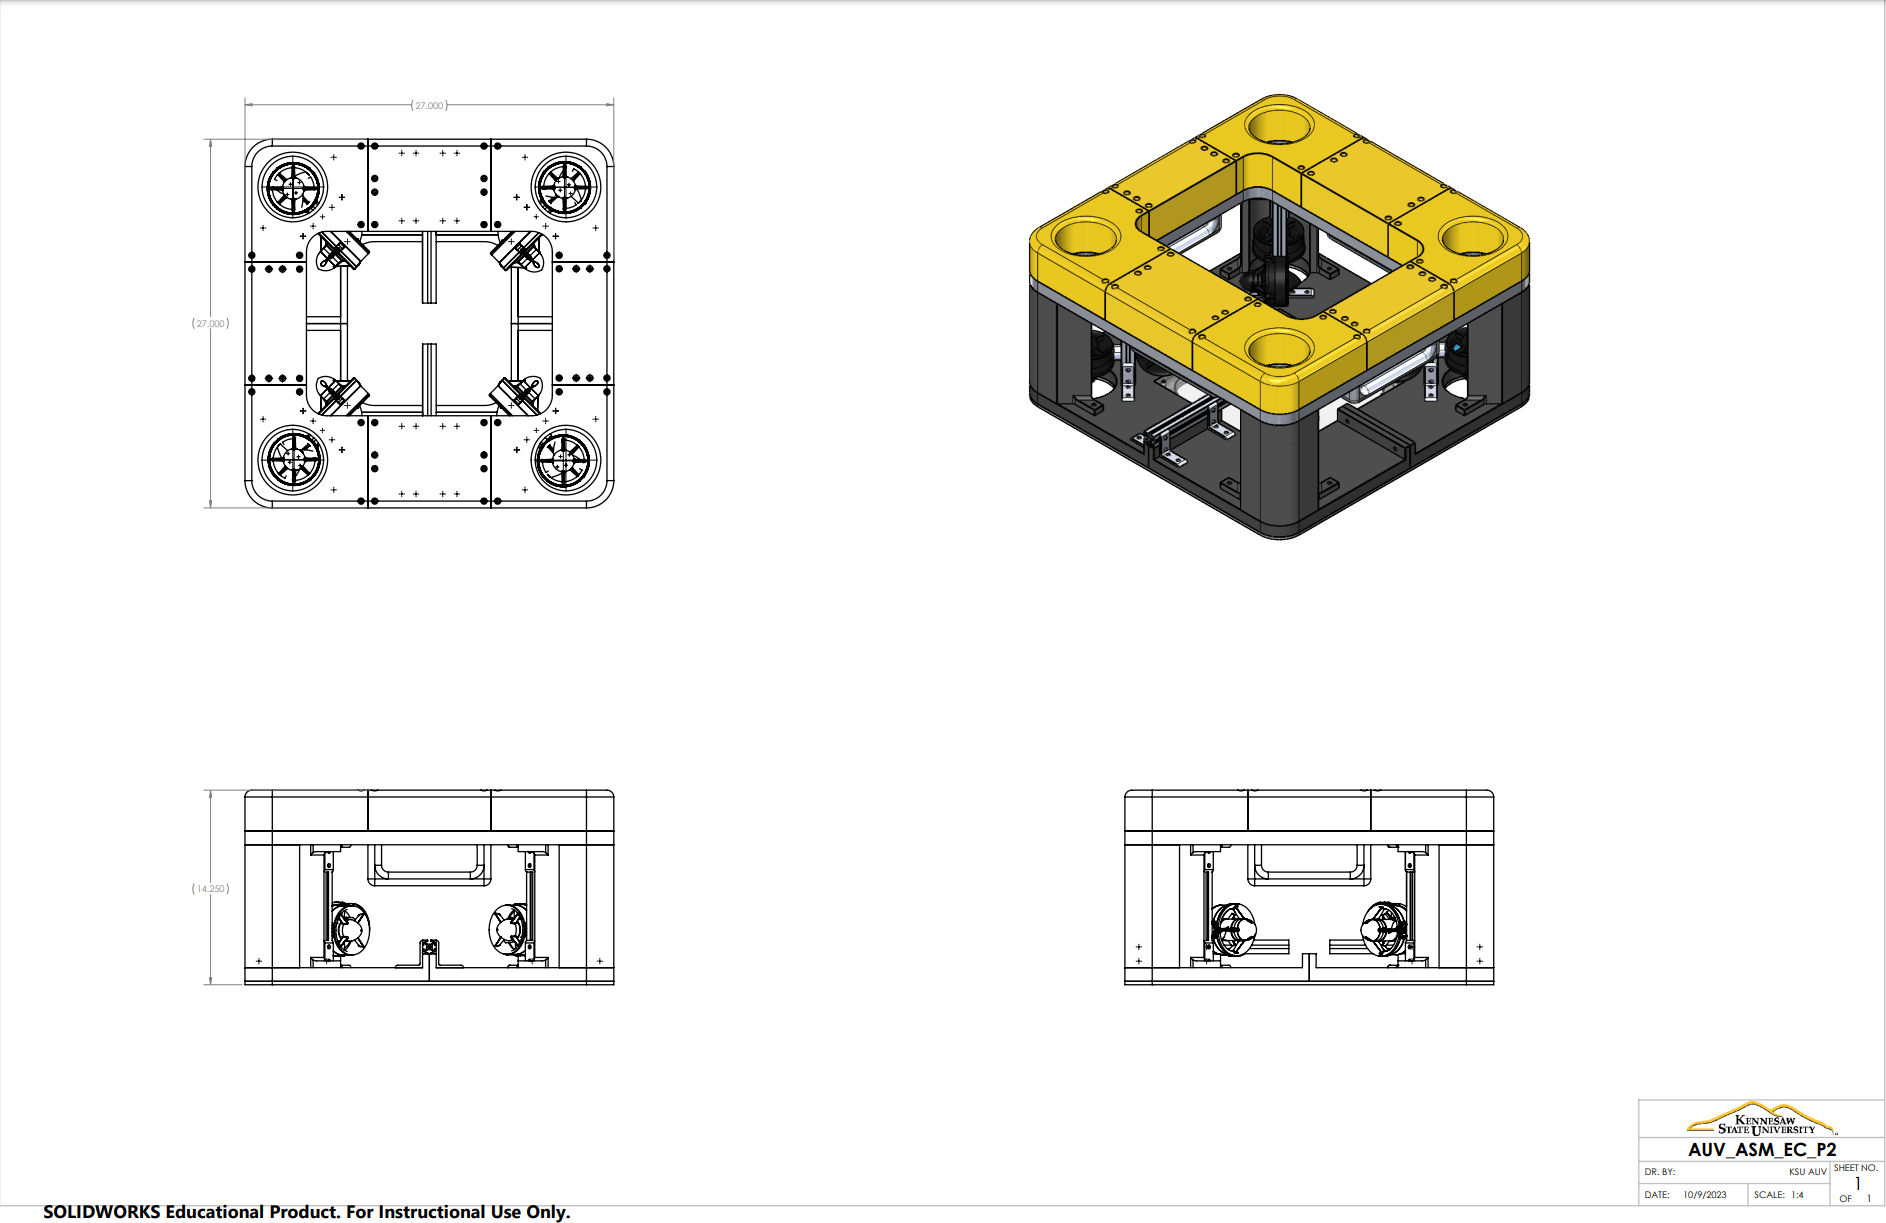 (27.000)
(27.000)
(14.250)
KENNESAW
STATE UNIVERSITY
AUV_ASM_EC_P2
DR. BY: KSU AUV
SHEET NO.
1
OF 1
DATE: 10/9/2023
SCALE: 1:4
SOLIDWORKS Educational Product. For Instructional Use Only.